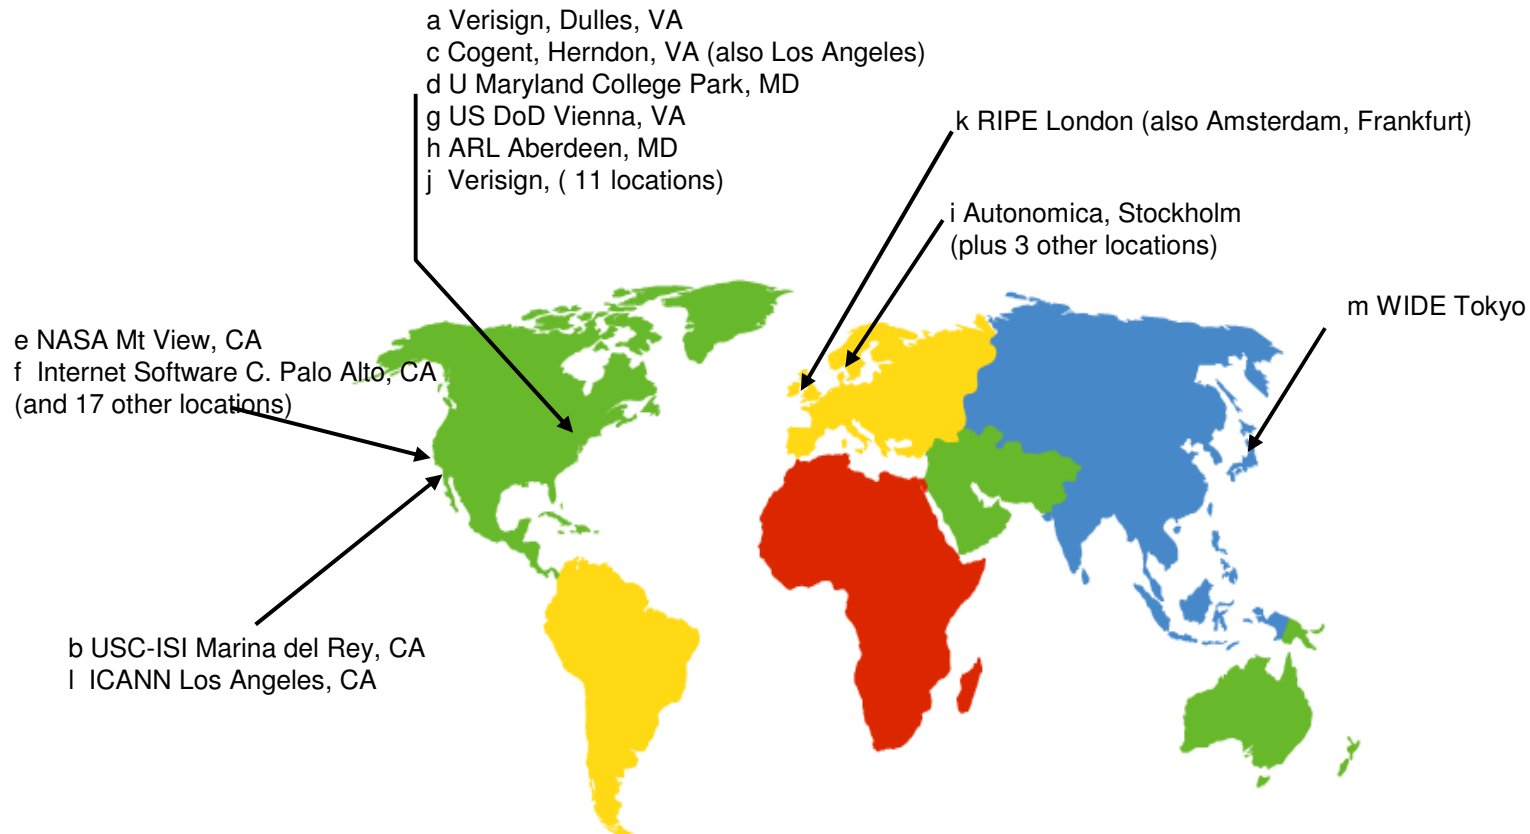 a Verisign, Dulles, VA
c Cogent, Herndon, VA (also Los Angeles)
d U Maryland College Park, MD
g US DoD Vienna, VA
h ARL Aberdeen, MD
j Verisign, ( 11 locations)
k RIPE London (also Amsterdam, Frankfurt)
i Autonomica, Stockholm
(plus 3 other locations)
m WIDE Tokyo
e NASA Mt View, CA
f Internet Software C. Palo Alto, CA
(and 17 other locations)
b USC-ISI Marina del Rey, CA
l ICANN Los Angeles, CA